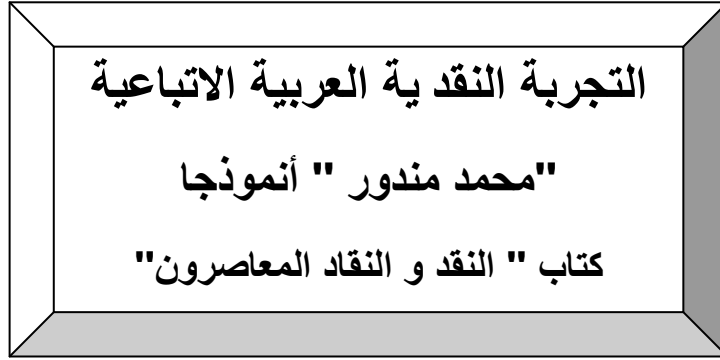 التجربة النقد ية العربية الاتباعية
"محمد مندور " أنموذجا
كتاب " النقد و النقاد المعاصرون"